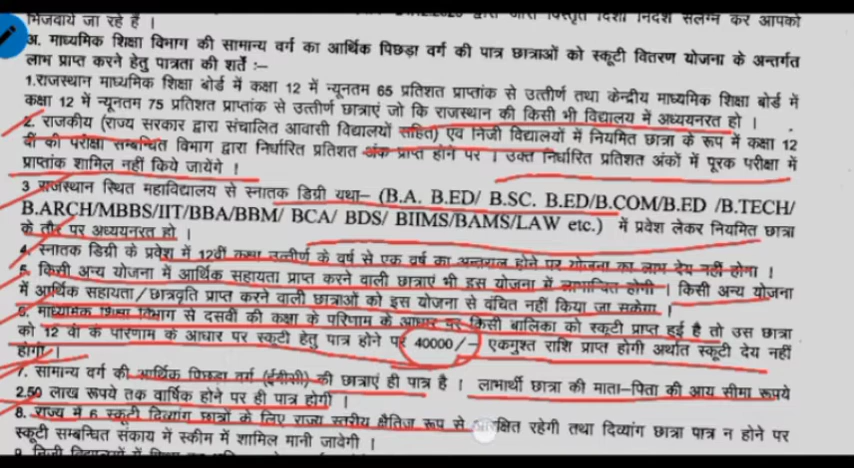 भिजवाये जा रहे हैं । द्वारा जारी विस्तृत दिशा निर्देश संलग्न कर आपको
अ. माध्यमिक शिक्षा विभाग की सामान्य वर्ग का आर्थिक पिछड़ा वर्ग की पात्र छात्राओं को स्कूटी वितरण योजना के अन्तर्गत
लाभ प्राप्त करने हेतु पात्रता की शर्तें :–
1.राजस्थान माध्यमिक शिक्षा बोर्ड में कक्षा 12 में न्यूनतम 65 प्रतिशत प्राप्तांक से उत्तीर्ण तथा केन्द्रीय माध्यमिक शिक्षा बोर्ड में
कक्षा 12 में न्यूनतम 75 प्रतिशत प्राप्तांक से उत्तीर्ण छात्राएं जो कि राजस्थान की किसी भी विद्यालय में अध्ययनरत हो ।
2. राजकीय (राज्य सरकार द्वारा संचालित आवासी विद्यालयों सहित) एव निजी विद्यालयों में नियमित छात्रा के रूप में कक्षा 12
वीं की परीक्षा सम्बन्धित विभाग द्वारा निर्धारित प्रतिशत अंक प्राप्त होने पर । उक्त निर्धारित प्रतिशत अंकों में पूरक परीक्षा में
प्राप्तांक शामिल नहीं किये जायेगे ।
3 राजस्थान स्थित महाविद्यालय से स्नातक डिग्री यथा– (B.A. B.ED/ B.SC. B.ED/B.COM/B.ED /B.TECH/
B.ARCH/MBBS/IIT/BBA/BBM/ BCA/ BDS/ BIIMS/BAMS/LAW etc.) में प्रवेश लेकर नियमित छात्रा
के तौर पर अध्ययनरत हो ।
4. स्नातक डिग्री के प्रवेश में 12वीं कक्षा उत्तीर्ण के वर्ष से एक वर्ष का अन्तराल होने पर योजना का लाभ देय नहीं होगा ।
5. किसी अन्य योजना में आर्थिक सहायता प्राप्त करने वाली छात्राएं भी इस योजना में लाभान्वित होगी । किसी अन्य योजना
में आर्थिक सहायता/छात्रवृति प्राप्त करने वाली छात्राओं को इस योजना से वंचित नहीं किया जा सकेगा ।
6. माध्यमिक शिक्षा विभाग से दसवीं की कक्षा के परिणाम के आधार पर किसी बालिका को स्कूटी प्राप्त हुई है तो उस छात्रा
को 12 वीं के परिणाम के आधार पर स्कूटी हेतु पात्र होने पर 40000/– एकमुश्त राशि प्राप्त होगी अर्थात स्कूटी देय नहीं
होगी ।
7. सामान्य वर्ग की आर्थिक पिछड़ा वर्ग (ईबीसी) की छात्राएं ही पात्र है । लाभार्थी छात्रा की माता–पिता की आय सीमा रूपये
2.50 लाख रूपये तक वार्षिक होने पर ही पात्र होगी ।
8. राज्य में 6 स्कूटी दिव्यांग छात्रों के लिए राज्य स्तरीय क्षैतिज रूप से आरक्षित रहेगी तथा दिव्यांग छात्रा पात्र न होने पर
स्कूटी सम्बन्धित संकाय में स्कीम में शामिल मानी जावेगी ।